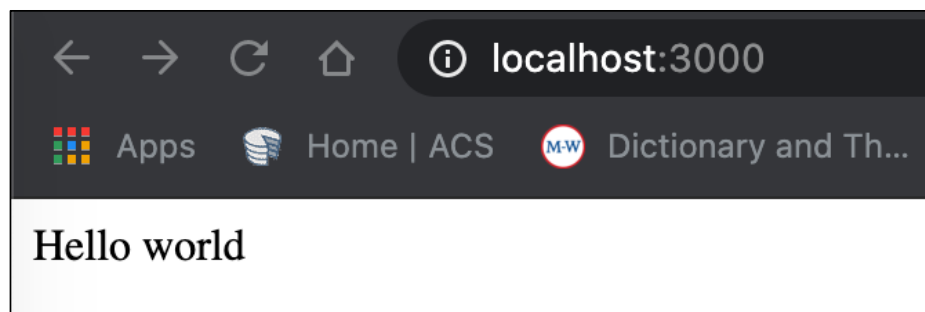 localhost:3000
Apps Home | ACS M-W Dictionary and Th...
Hello world